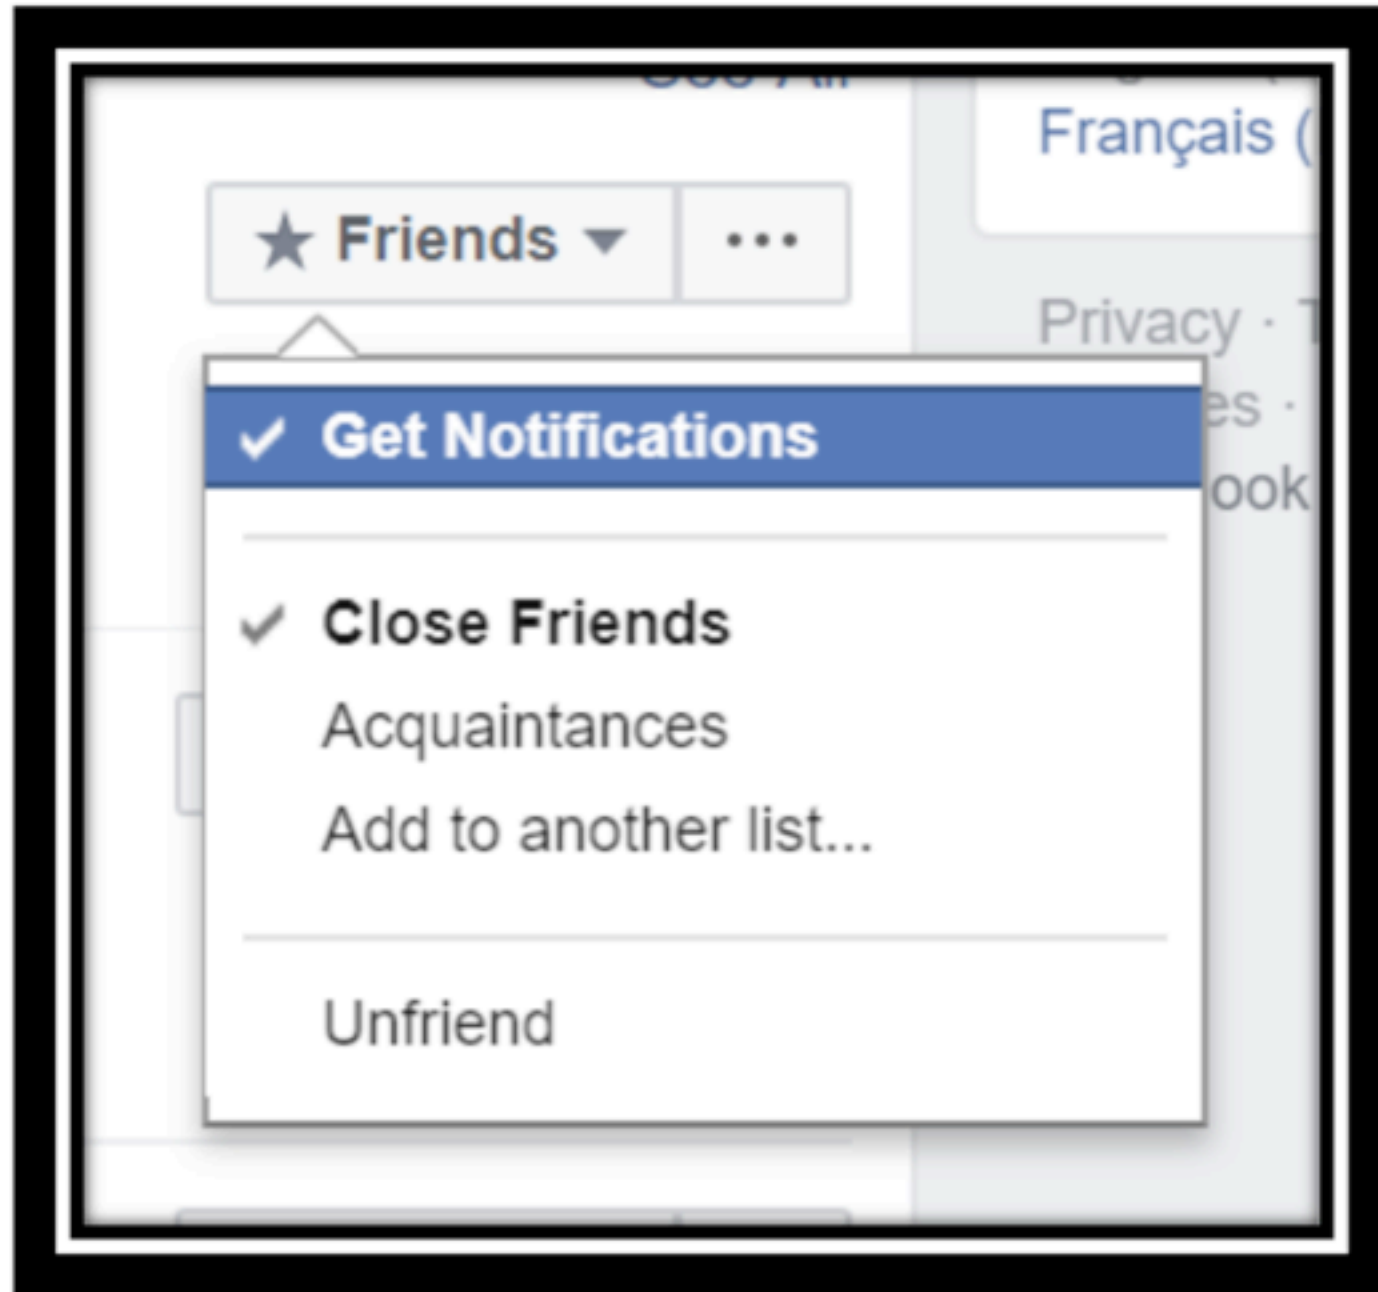 Français (
Friends
Privacy ·
Get Notifications
Close Friends
Acquaintances
Add to another list...
Unfriend